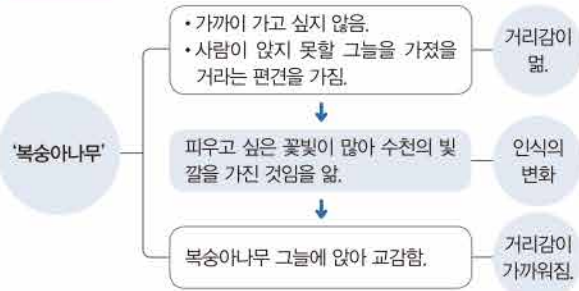 • 가까이 가고 싶지 않음.
• 사람이 앉지 못할 그늘을 가졌을
거라는 편견을 가짐.
거리감이
멂.
'복숭아나무'
피우고 싶은 꽃빛이 많아 수천의 빛
깔을 가진 것임을 앎.
인식의
변화
복숭아나무 그늘에 앉아 교감함.
거리감이
가까워짐.